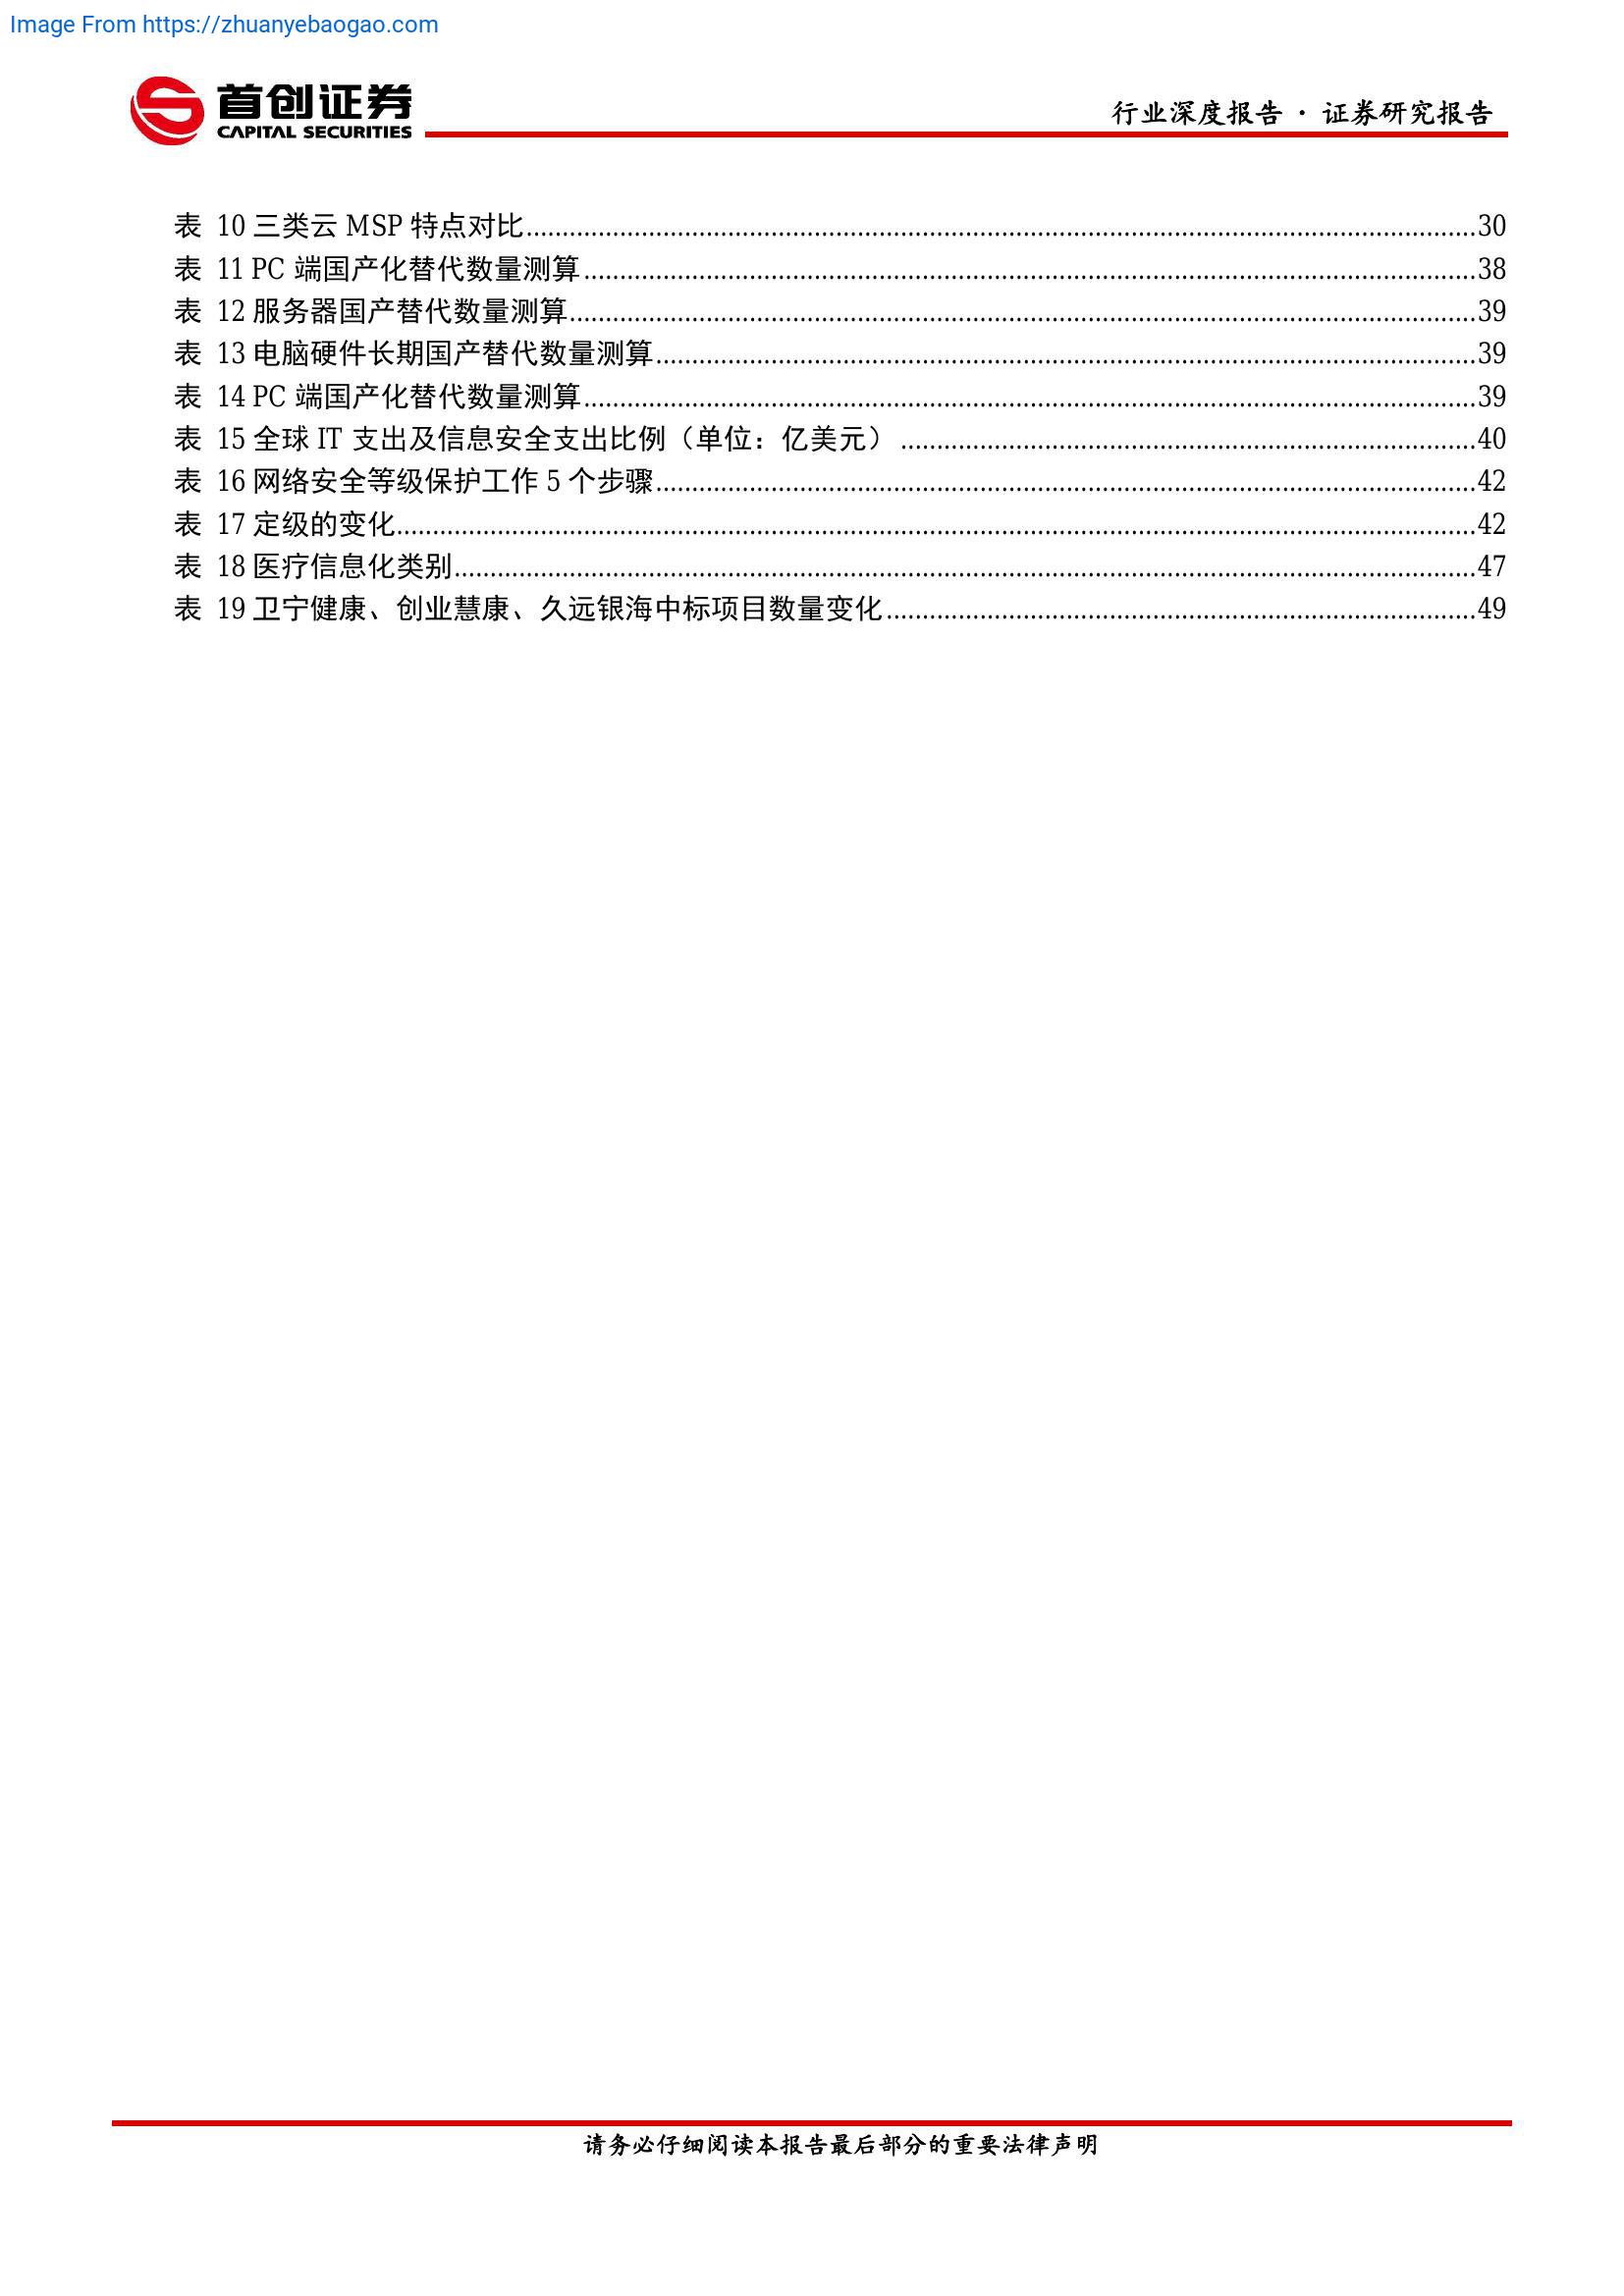 Image From https://zhuanyebaogao.com
首创证券
CAPITAL SECURITIES
行业深度报告 · 证券研究报告
表 10 三类云 MSP 特点对比......30
表 11 PC 端国产化替代数量测算......38
表 12 服务器国产替代数量测算......39
表 13 电脑硬件长期国产替代数量测算......39
表 14 PC 端国产化替代数量测算......39
表 15 全球 IT 支出及信息安全支出比例（单位：亿美元）......40
表 16 网络安全等级保护工作 5 个步骤......42
表 17 定级的变化......42
表 18 医疗信息化类别......47
表 19 卫宁健康、创业慧康、久远银海中标项目数量变化......49
请务必仔细阅读本报告最后部分的重要法律声明